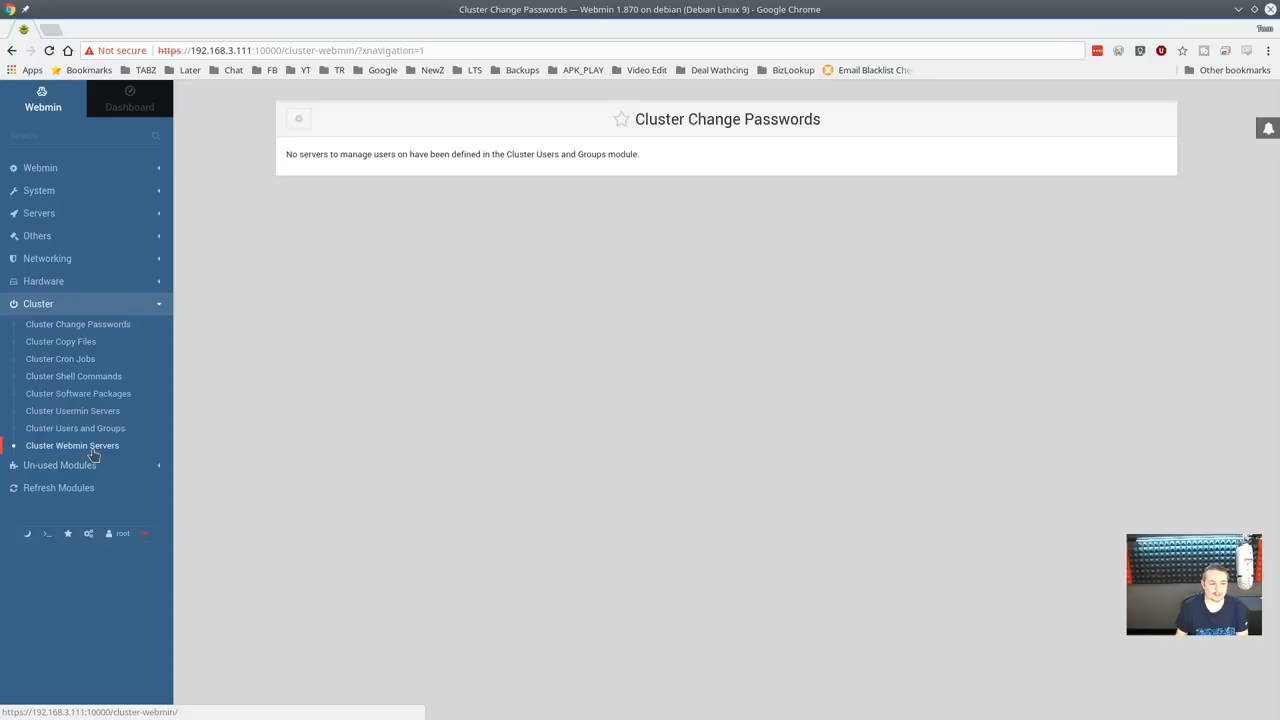 Cluster Change Passwords — Webmin 1.870 on debian (Debian Linux 9) - Google Chrome
Tom
Not secure https://192.168.3.111:10000/cluster-webmin/?xnavigation=1
Apps Bookmarks TABZ Later Chat FB YT TR Google NewZ LTS Backups APK_PLAY Video Edit Deal Wathcing BizLookup Email Blacklist Che Other bookmarks
Webmin
Dashboard
Search
Cluster Change Passwords
No servers to manage users on have been defined in the Cluster Users and Groups module.
Webmin
System
Servers
Others
Networking
Hardware
Cluster
Cluster Change Passwords
Cluster Copy Files
Cluster Cron Jobs
Cluster Shell Commands
Cluster Software Packages
Cluster Usermin Servers
Cluster Users and Groups
Cluster Webmin Servers
Un-used Modules
Refresh Modules
root
https://192.168.3.111:10000/cluster-webmin/